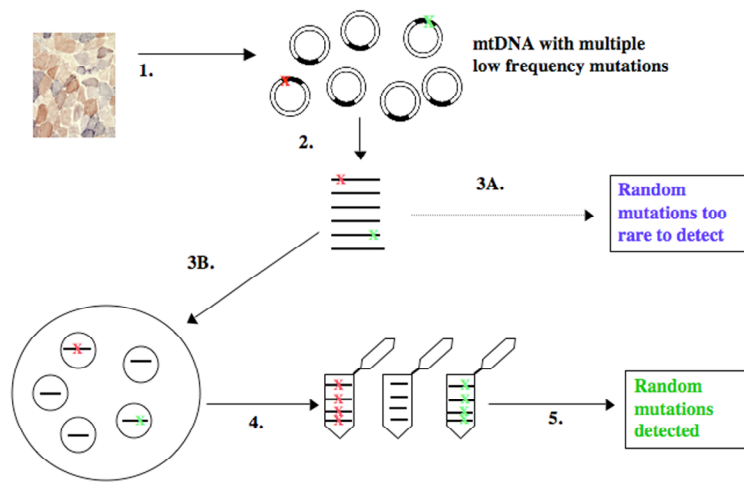 1.
mtDNA with multiple
low frequency mutations
X
X
2.
X
X
3A.
Random
mutations too
rare to detect
3B.
X
X
4.
X
X
X
X
X
X
X
X
5.
Random
mutations
detected